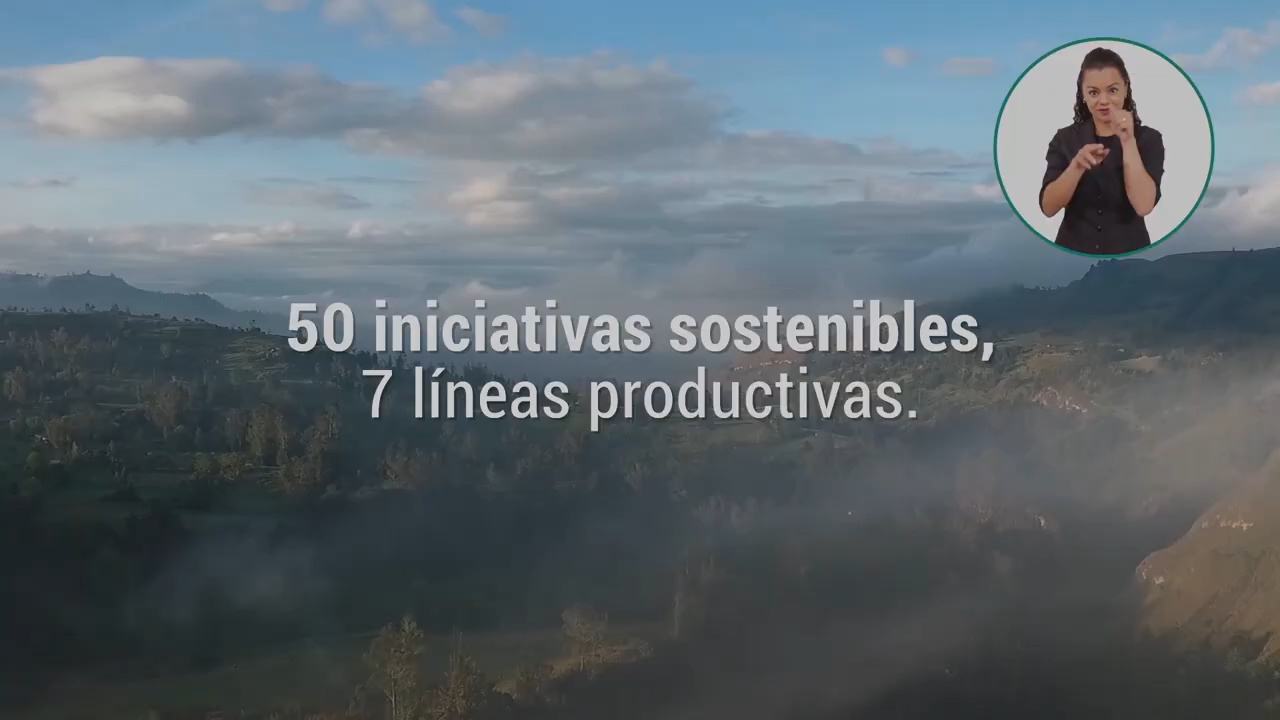 50 iniciativas sostenibles,
7 líneas productivas.